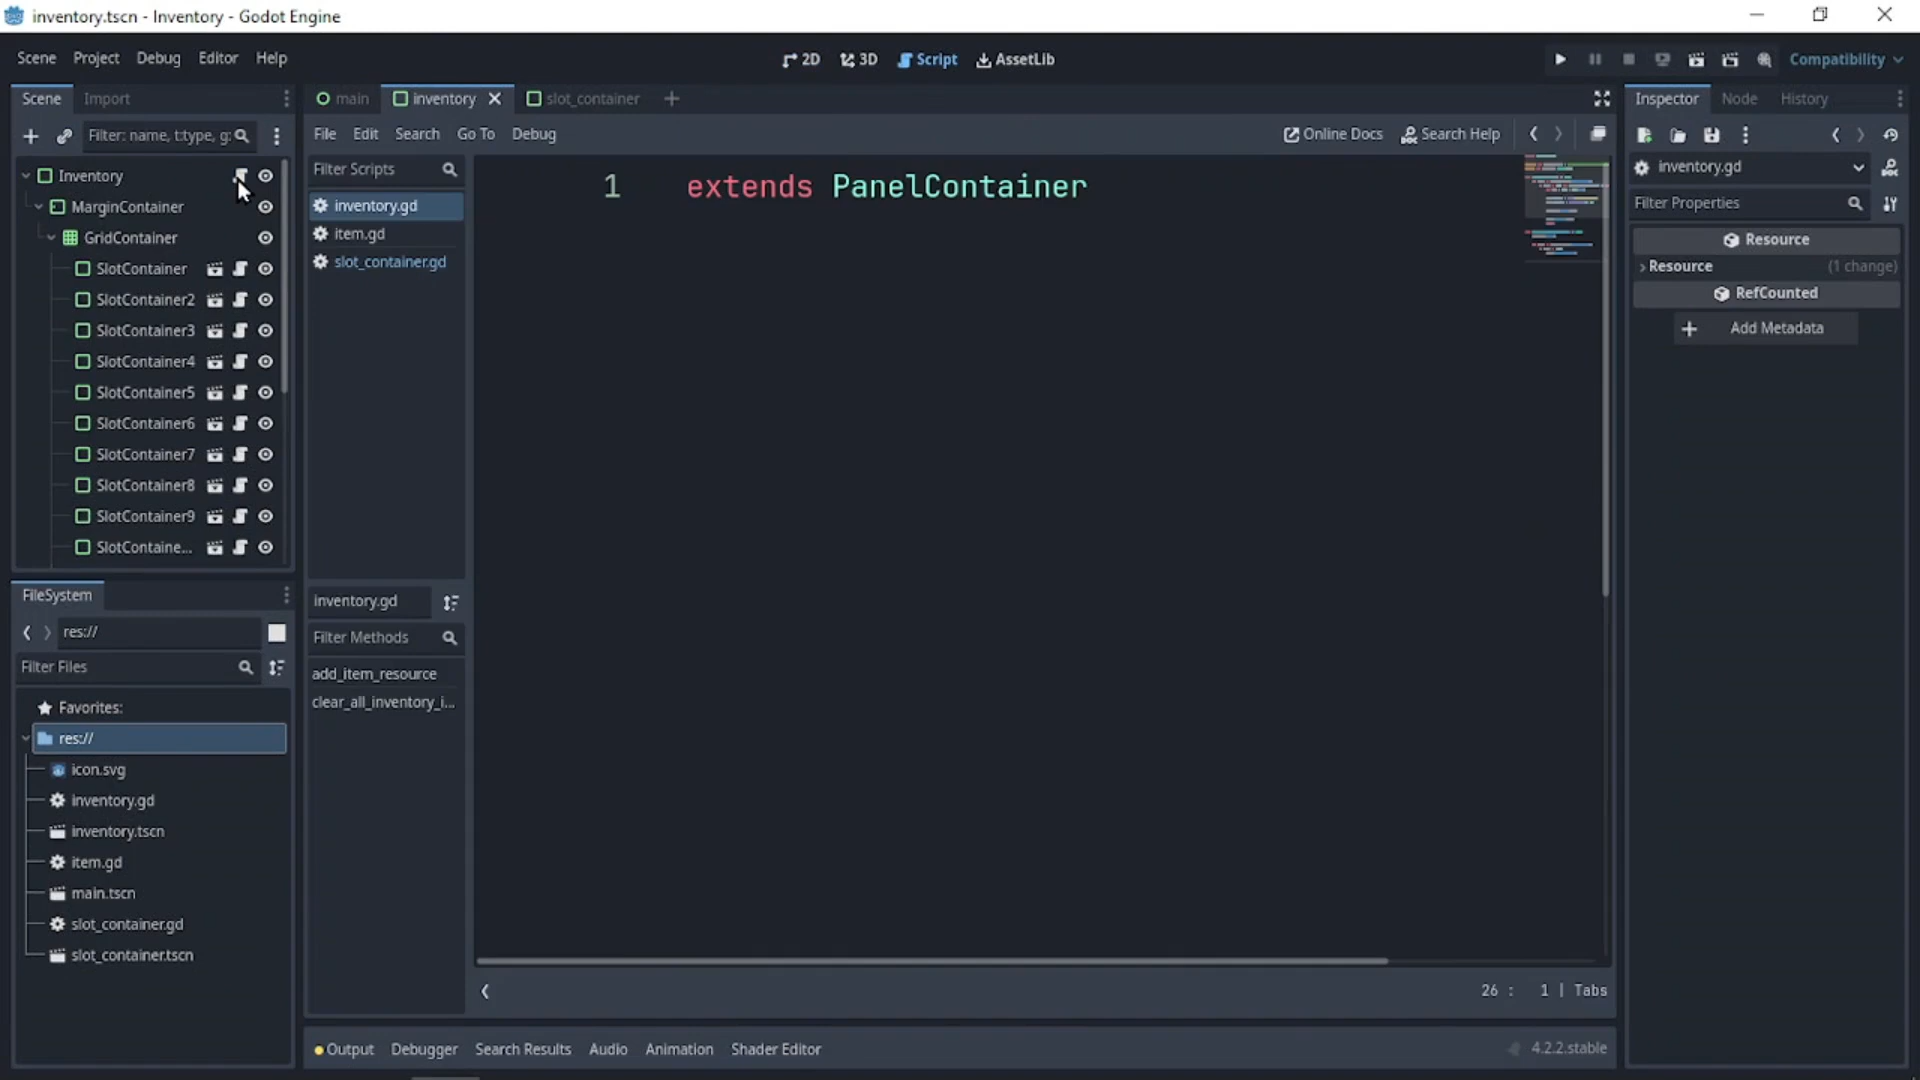 inventory.tscn - Inventory - Godot Engine
Scene Project Debug Editor Help
2D 3D Script AssetLib
Compatibility
Scene Import
main inventory slot_container
Inspector Node History
Filter: name, t:type, g:
File Edit Search Go To Debug
Online Docs Search Help
Inventory
MarginContainer
GridContainer
SlotContainer
SlotContainer2
SlotContainer3
SlotContainer4
SlotContainer5
SlotContainer6
SlotContainer7
SlotContainer8
SlotContainer9
SlotContaine...
Filter Scripts
inventory.gd
item.gd
slot_container.gd
inventory.gd
Filter Methods
add_item_resource
clear_all_inventory_i...
1 extends PanelContainer
26 : 1 | Tabs
inventory.gd
Filter Properties
Resource
Resource (1 change)
RefCounted
Add Metadata
FileSystem
res://
Filter Files
Favorites:
res://
icon.svg
inventory.gd
inventory.tscn
item.gd
main.tscn
slot_container.gd
slot_container.tscn
Output Debugger Search Results Audio Animation Shader Editor
4.2.2.stable